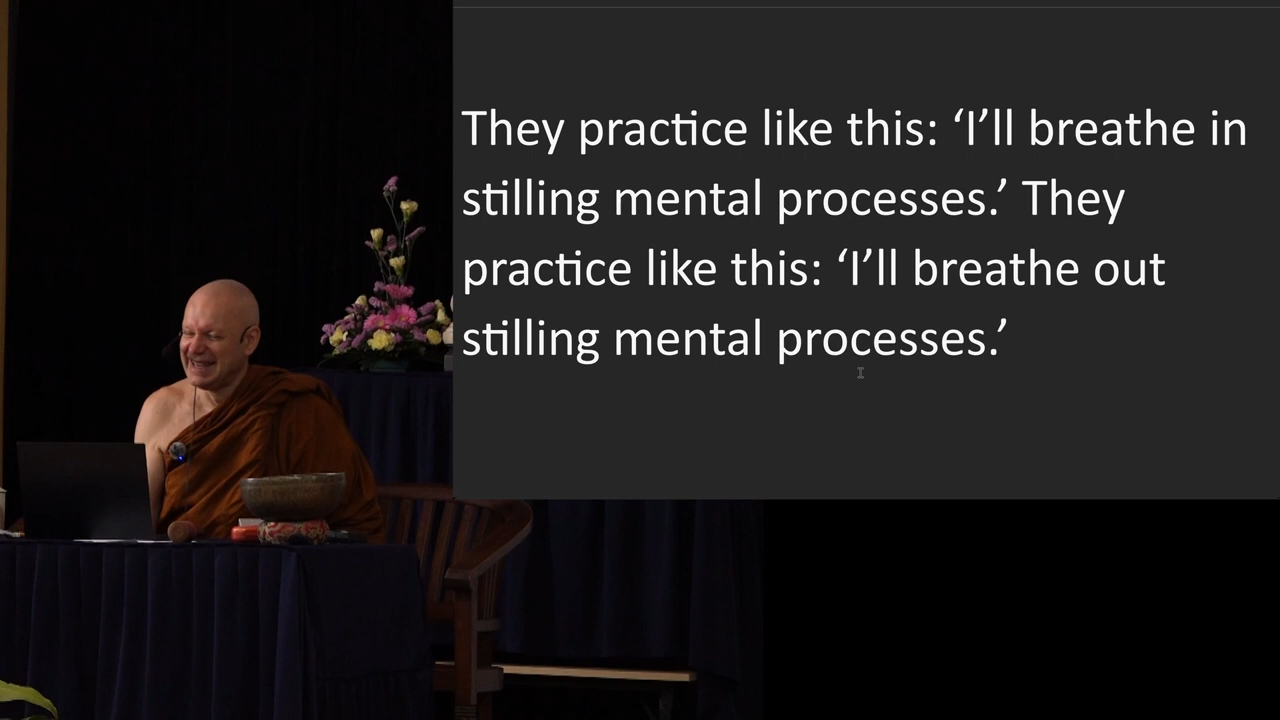 They practice like this: ‘I’ll breathe in
stilling mental processes.’ They
practice like this: ‘I’ll breathe out
stilling mental processes.’